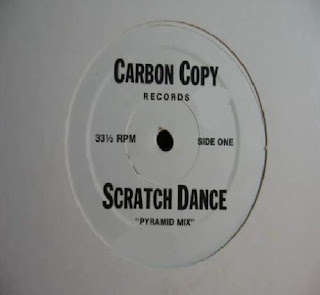 CARBON COPY
RECORDS
33⅓ RPM
SIDE ONE
SCRATCH DANCE
"PYRAMID MIX"